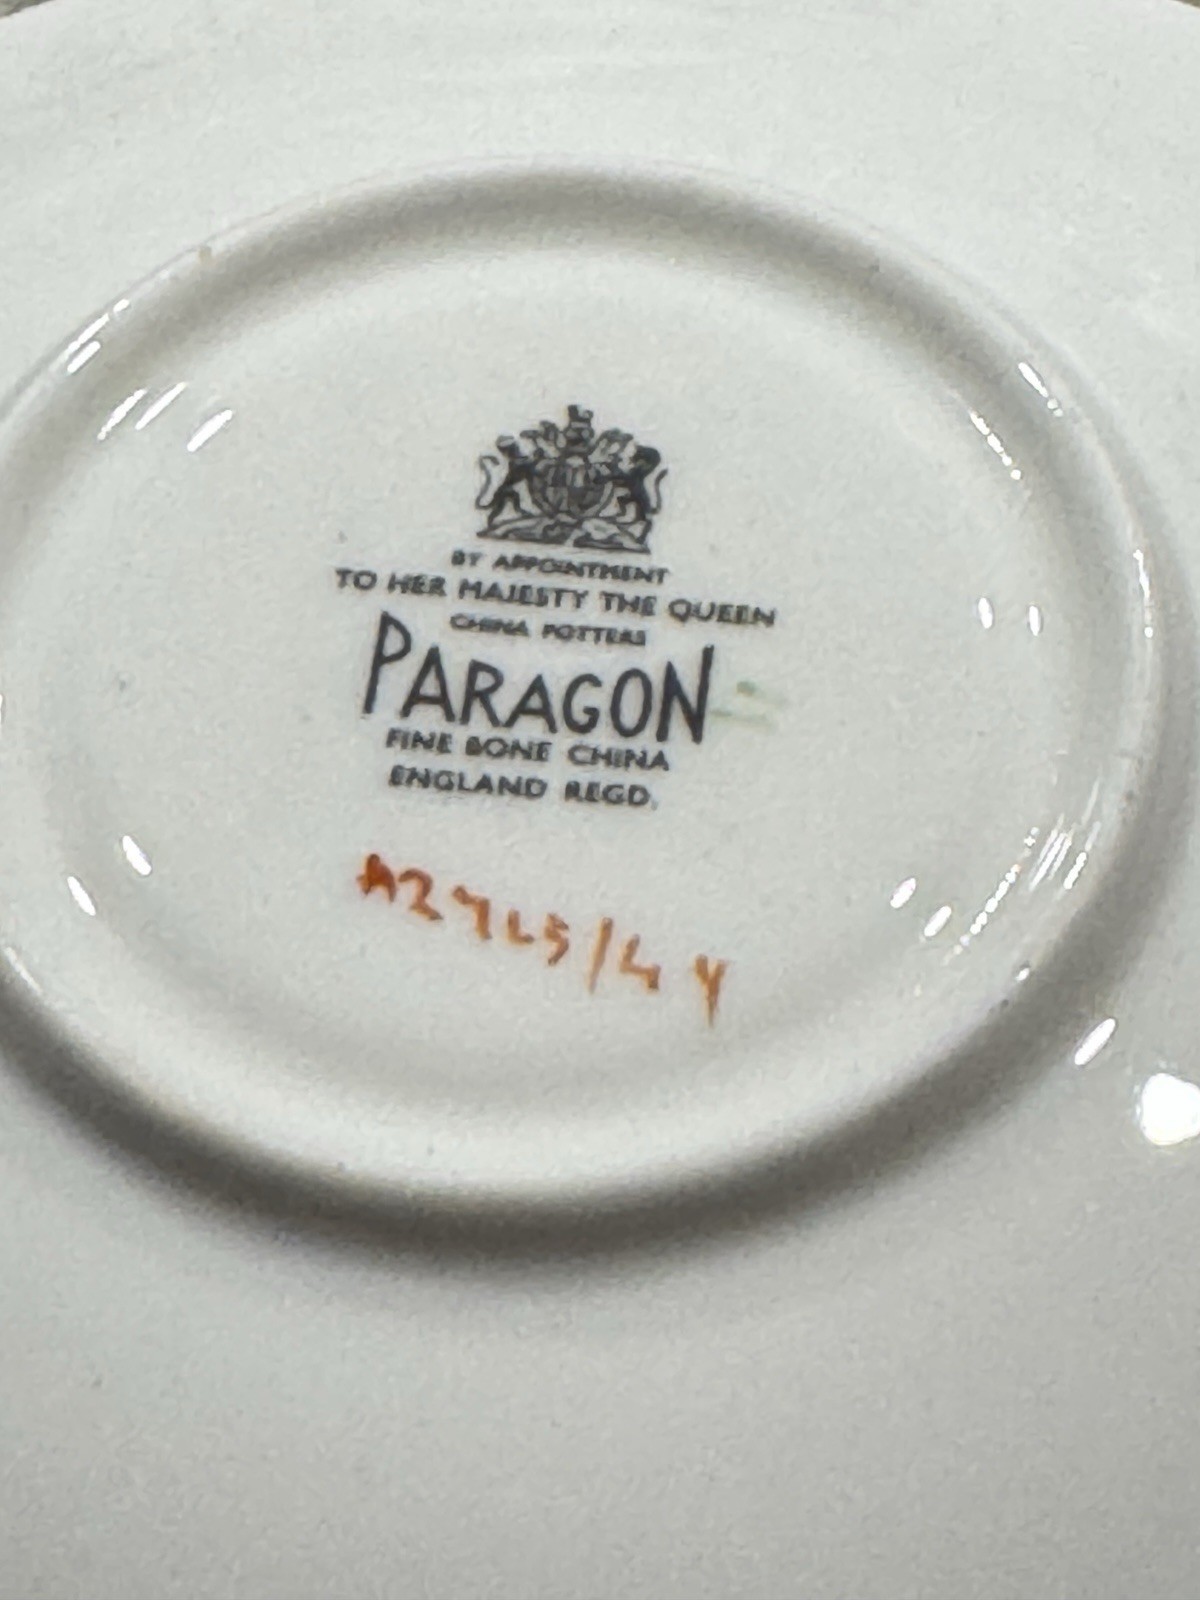 BY APPOINTMENT
TO HER MAJESTY THE QUEEN
CHINA POTTERS
PARAGON
FINE BONE CHINA
ENGLAND REGD.